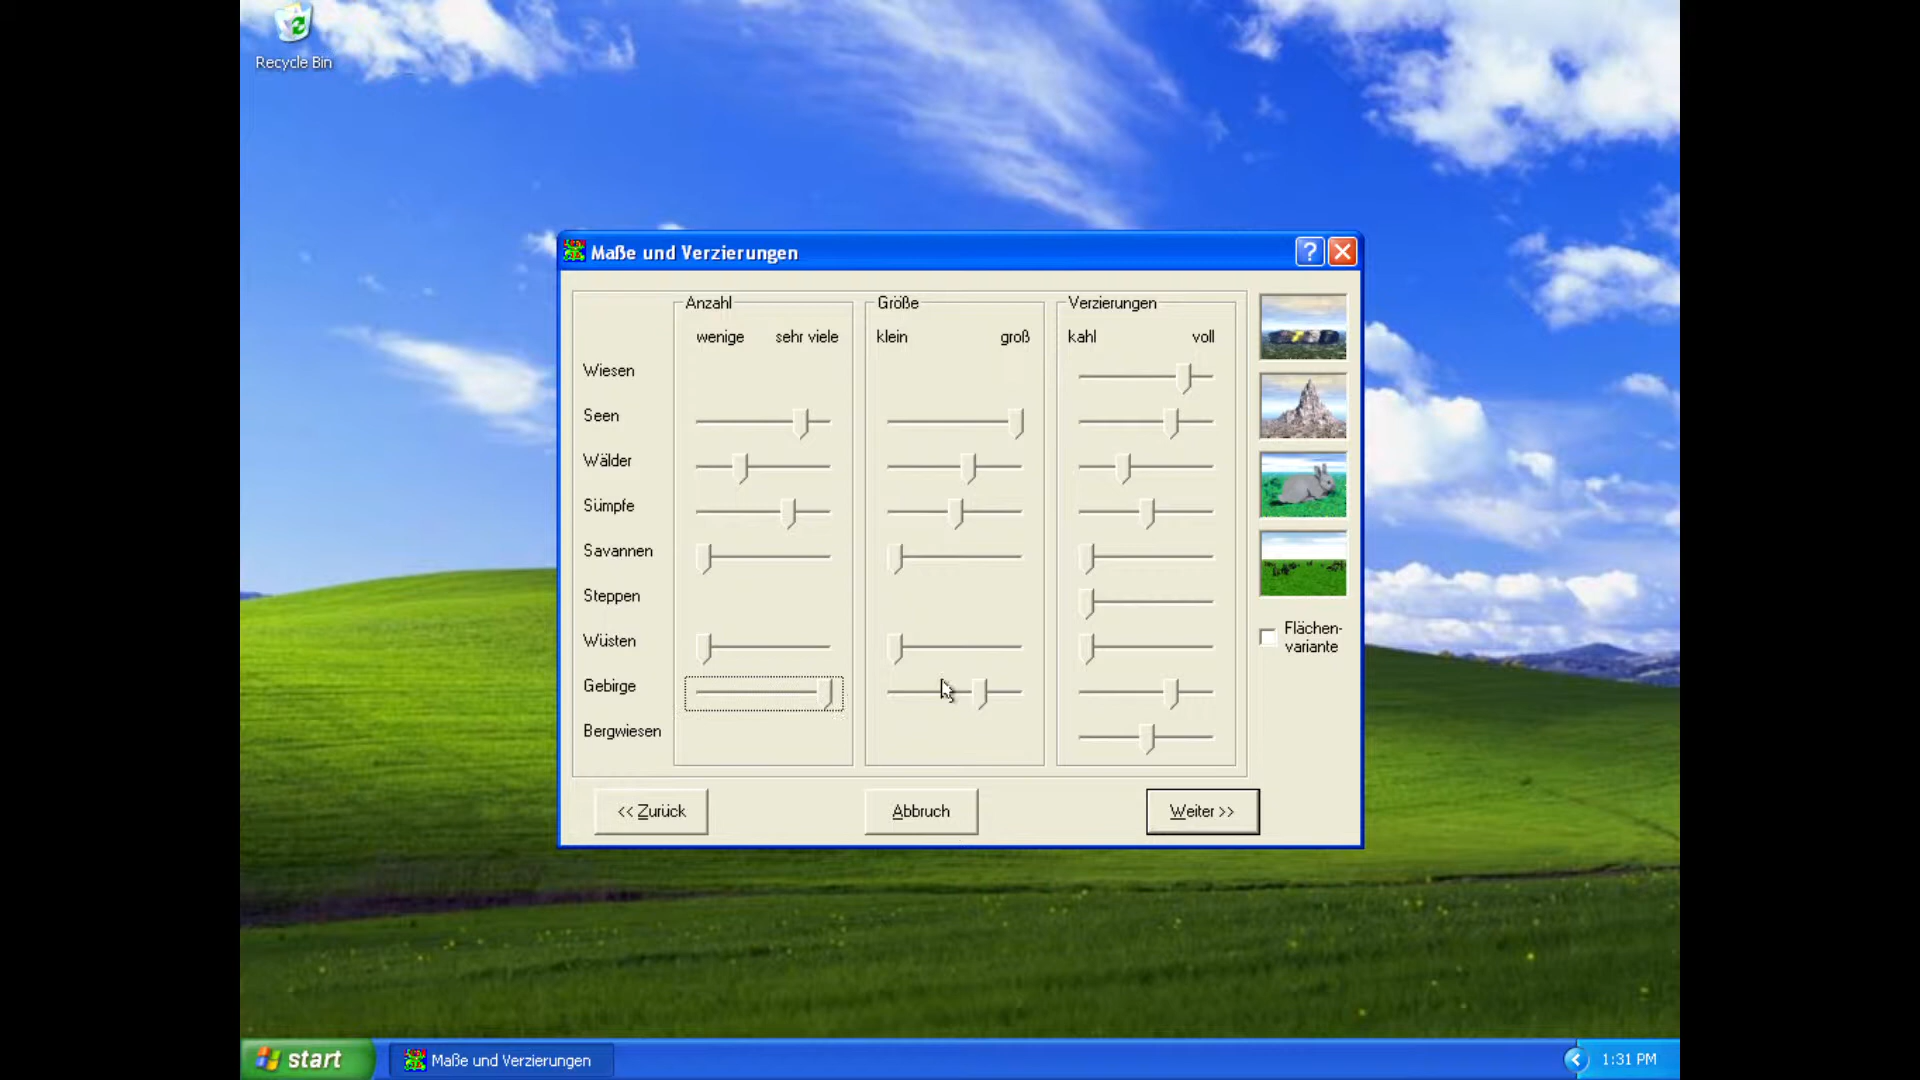 Recycle Bin
Maße und Verzierungen
Anzahl
Größe
Verzierungen
wenige sehr viele
klein groß
kahl voll
Wiesen
Seen
Wälder
Sümpfe
Savannen
Steppen
Wüsten
Gebirge
Bergwiesen
Flächen-
variante
<< Zurück
Abbruch
Weiter >>
start
Maße und Verzierungen
1:31 PM